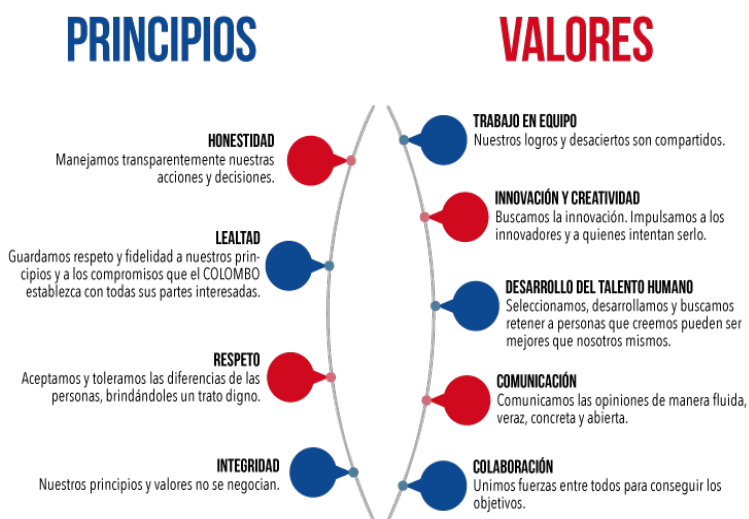 PRINCIPIOS
HONESTIDAD
Manejamos transparentemente nuestras
acciones y decisiones.
LEALTAD
Guardamos respeto y fidelidad a nuestros prin-
cipios y a los compromisos que el COLOMBO
establezca con todas sus partes interesadas.
RESPETO
Aceptamos y toleramos las diferencias de las
personas, brindándoles un trato digno.
INTEGRIDAD
Nuestros principios y valores no se negocian.
VALORES
TRABAJO EN EQUIPO
Nuestros logros y desaciertos son compartidos.
INNOVACIÓN Y CREATIVIDAD
Buscamos la innovación. Impulsamos a los
innovadores y a quienes intentan serlo.
DESARROLLO DEL TALENTO HUMANO
Seleccionamos, desarrollamos y buscamos
retener a personas que creemos pueden ser
mejores que nosotros mismos.
COMUNICACIÓN
Comunicamos las opiniones de manera fluida,
veraz, concreta y abierta.
COLABORACIÓN
Unimos fuerzas entre todos para conseguir los
objetivos.